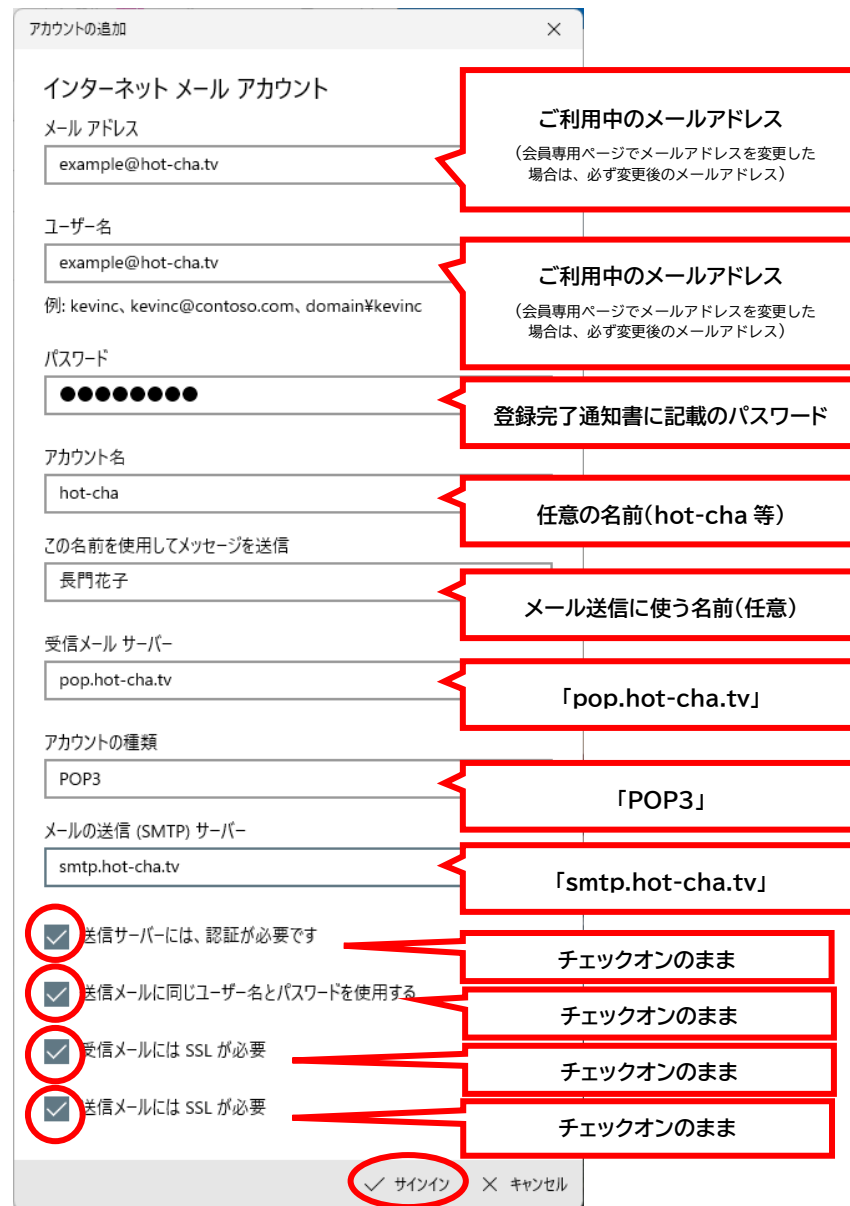 アカウントの追加
インターネット メール アカウント
メール アドレス
example@hot-cha.tv
ご利用中のメールアドレス
(会員専用ページでメールアドレスを変更した
場合は、必ず変更後のメールアドレス)
ユーザー名
example@hot-cha.tv
例: kevinc、kevinc@contoso.com、domain¥kevinc
ご利用中のメールアドレス
(会員専用ページでメールアドレスを変更した
場合は、必ず変更後のメールアドレス)
パスワード
●●●●●●●●
登録完了通知書に記載のパスワード
アカウント名
hot-cha
任意の名前(hot-cha 等)
この名前を使用してメッセージを送信
長門花子
メール送信に使う名前(任意)
受信メール サーバー
pop.hot-cha.tv
「pop.hot-cha.tv」
アカウントの種類
POP3
「POP3」
メールの送信 (SMTP) サーバー
smtp.hot-cha.tv
「smtp.hot-cha.tv」
送信サーバーには、認証が必要です
チェックオンのまま
送信メールに同じユーザー名とパスワードを使用する
チェックオンのまま
受信メールには SSL が必要
チェックオンのまま
送信メールには SSL が必要
チェックオンのまま
サインイン
キャンセル